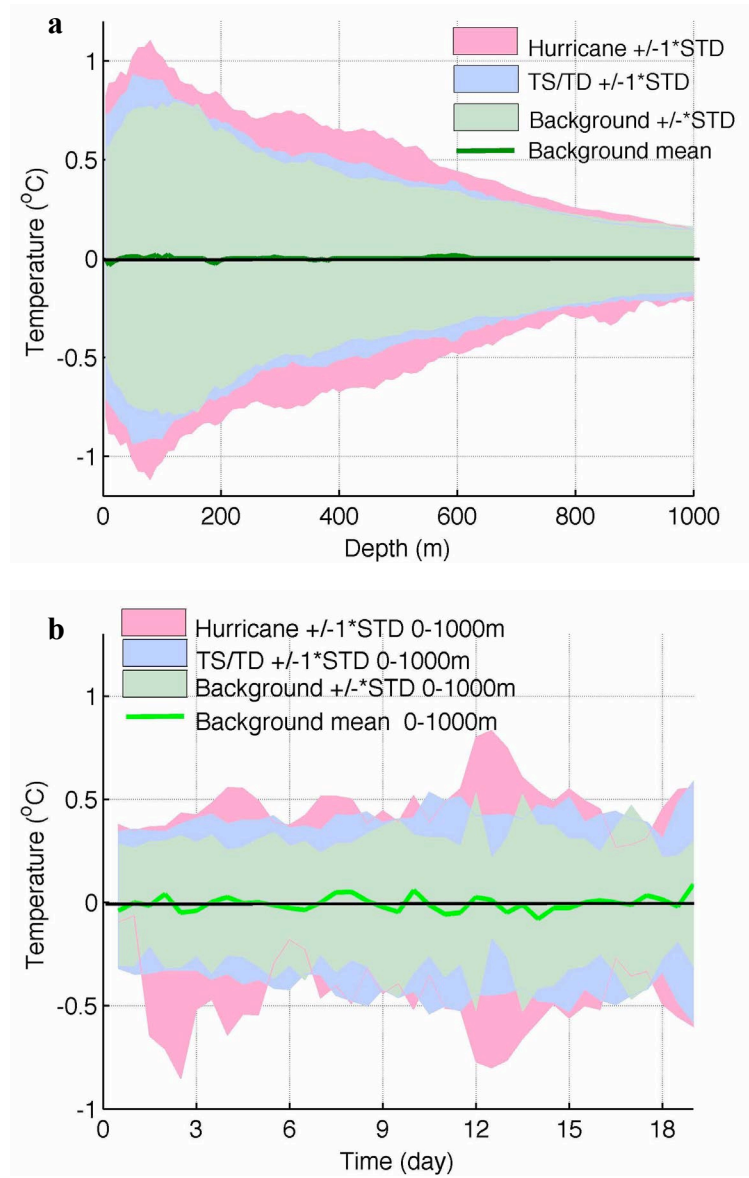 a
Hurricane +/-1*STD
TS/TD +/-1*STD
Background +/-*STD
Background mean
1
0.5
0
-0.5
-1
Temperature (°C)
0 200 400 600 800 1000
Depth (m)
b
Hurricane +/-1*STD 0-1000m
TS/TD +/-1*STD 0-1000m
Background +/-*STD 0-1000m
Background mean 0-1000m
1
0.5
0
-0.5
-1
Temperature (°C)
0 3 6 9 12 15 18
Time (day)